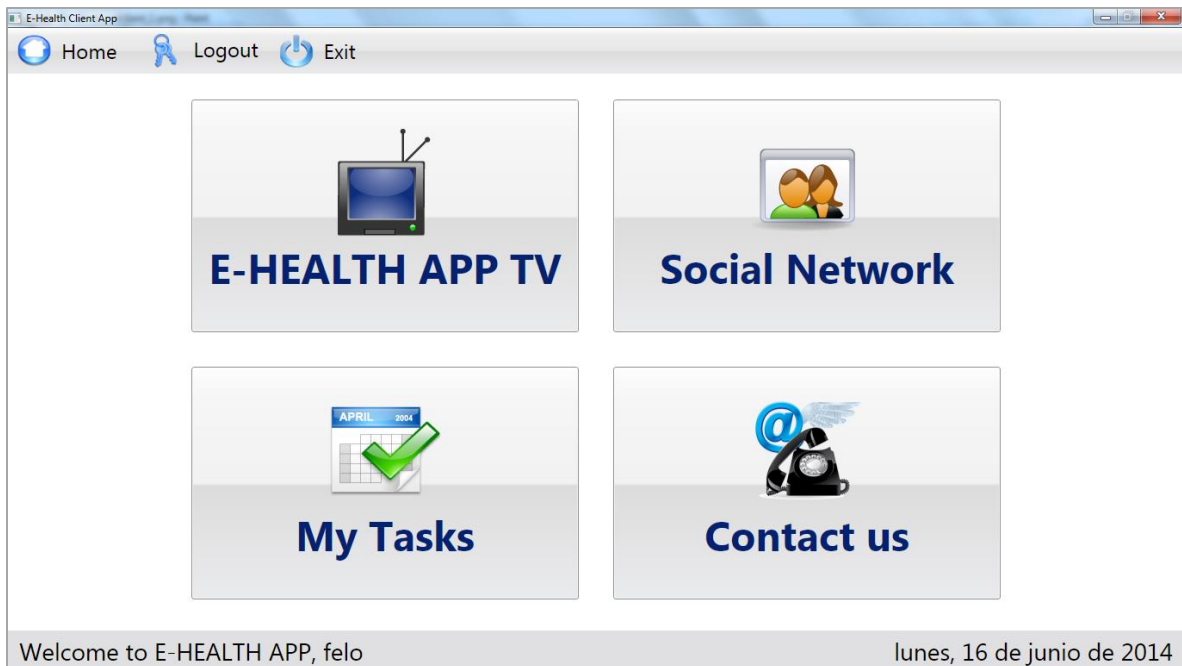 E-Health Client App
Home Logout Exit
E-HEALTH APP TV
Social Network
APRIL 2004
My Tasks
Contact us
Welcome to E-HEALTH APP, felo
lunes, 16 de junio de 2014